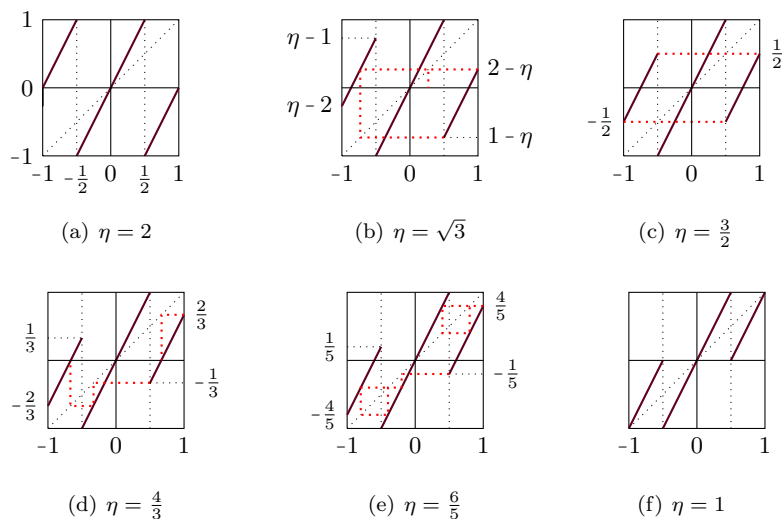 1
0
-1
-1 -1/2 0 1/2 1
(a) η = 2
η – 1
η – 2
2 – η
1 – η
-1 0 1
(b) η = √3
1/2
-1/2
-1 0 1
(c) η = 3/2
1/3
-2/3
2/3
-1/3
-1 0 1
(d) η = 4/3
1/5
-4/5
4/5
-1/5
-1 0 1
(e) η = 6/5
-1 0 1
(f) η = 1